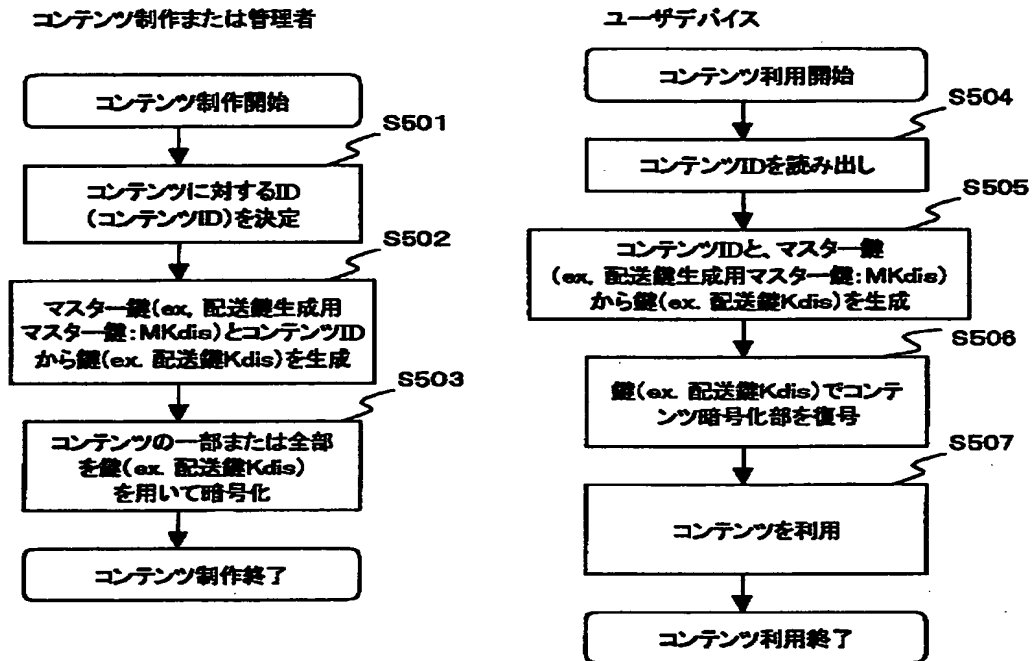 コンテンツ制作または管理者
コンテンツ制作開始
S501
コンテンツに対するID
(コンテンツID)を決定
S502
マスター鍵(ex, 配送鍵生成用
マスター鍵:MKdis)とコンテンツID
から鍵(ex. 配送鍵Kdis)を生成
S503
コンテンツの一部または全部
を鍵(ex. 配送鍵Kdis)
を用いて暗号化
コンテンツ制作終了
ユーザデバイス
コンテンツ利用開始
S504
コンテンツIDを読み出し
S505
コンテンツIDと、マスター鍵
(ex, 配送鍵生成用マスター鍵:MKdis)
から鍵(ex. 配送鍵Kdis)を生成
S506
鍵(ex. 配送鍵Kdis)でコンテ
ンツ暗号化部を復号
S507
コンテンツを利用
コンテンツ利用終了